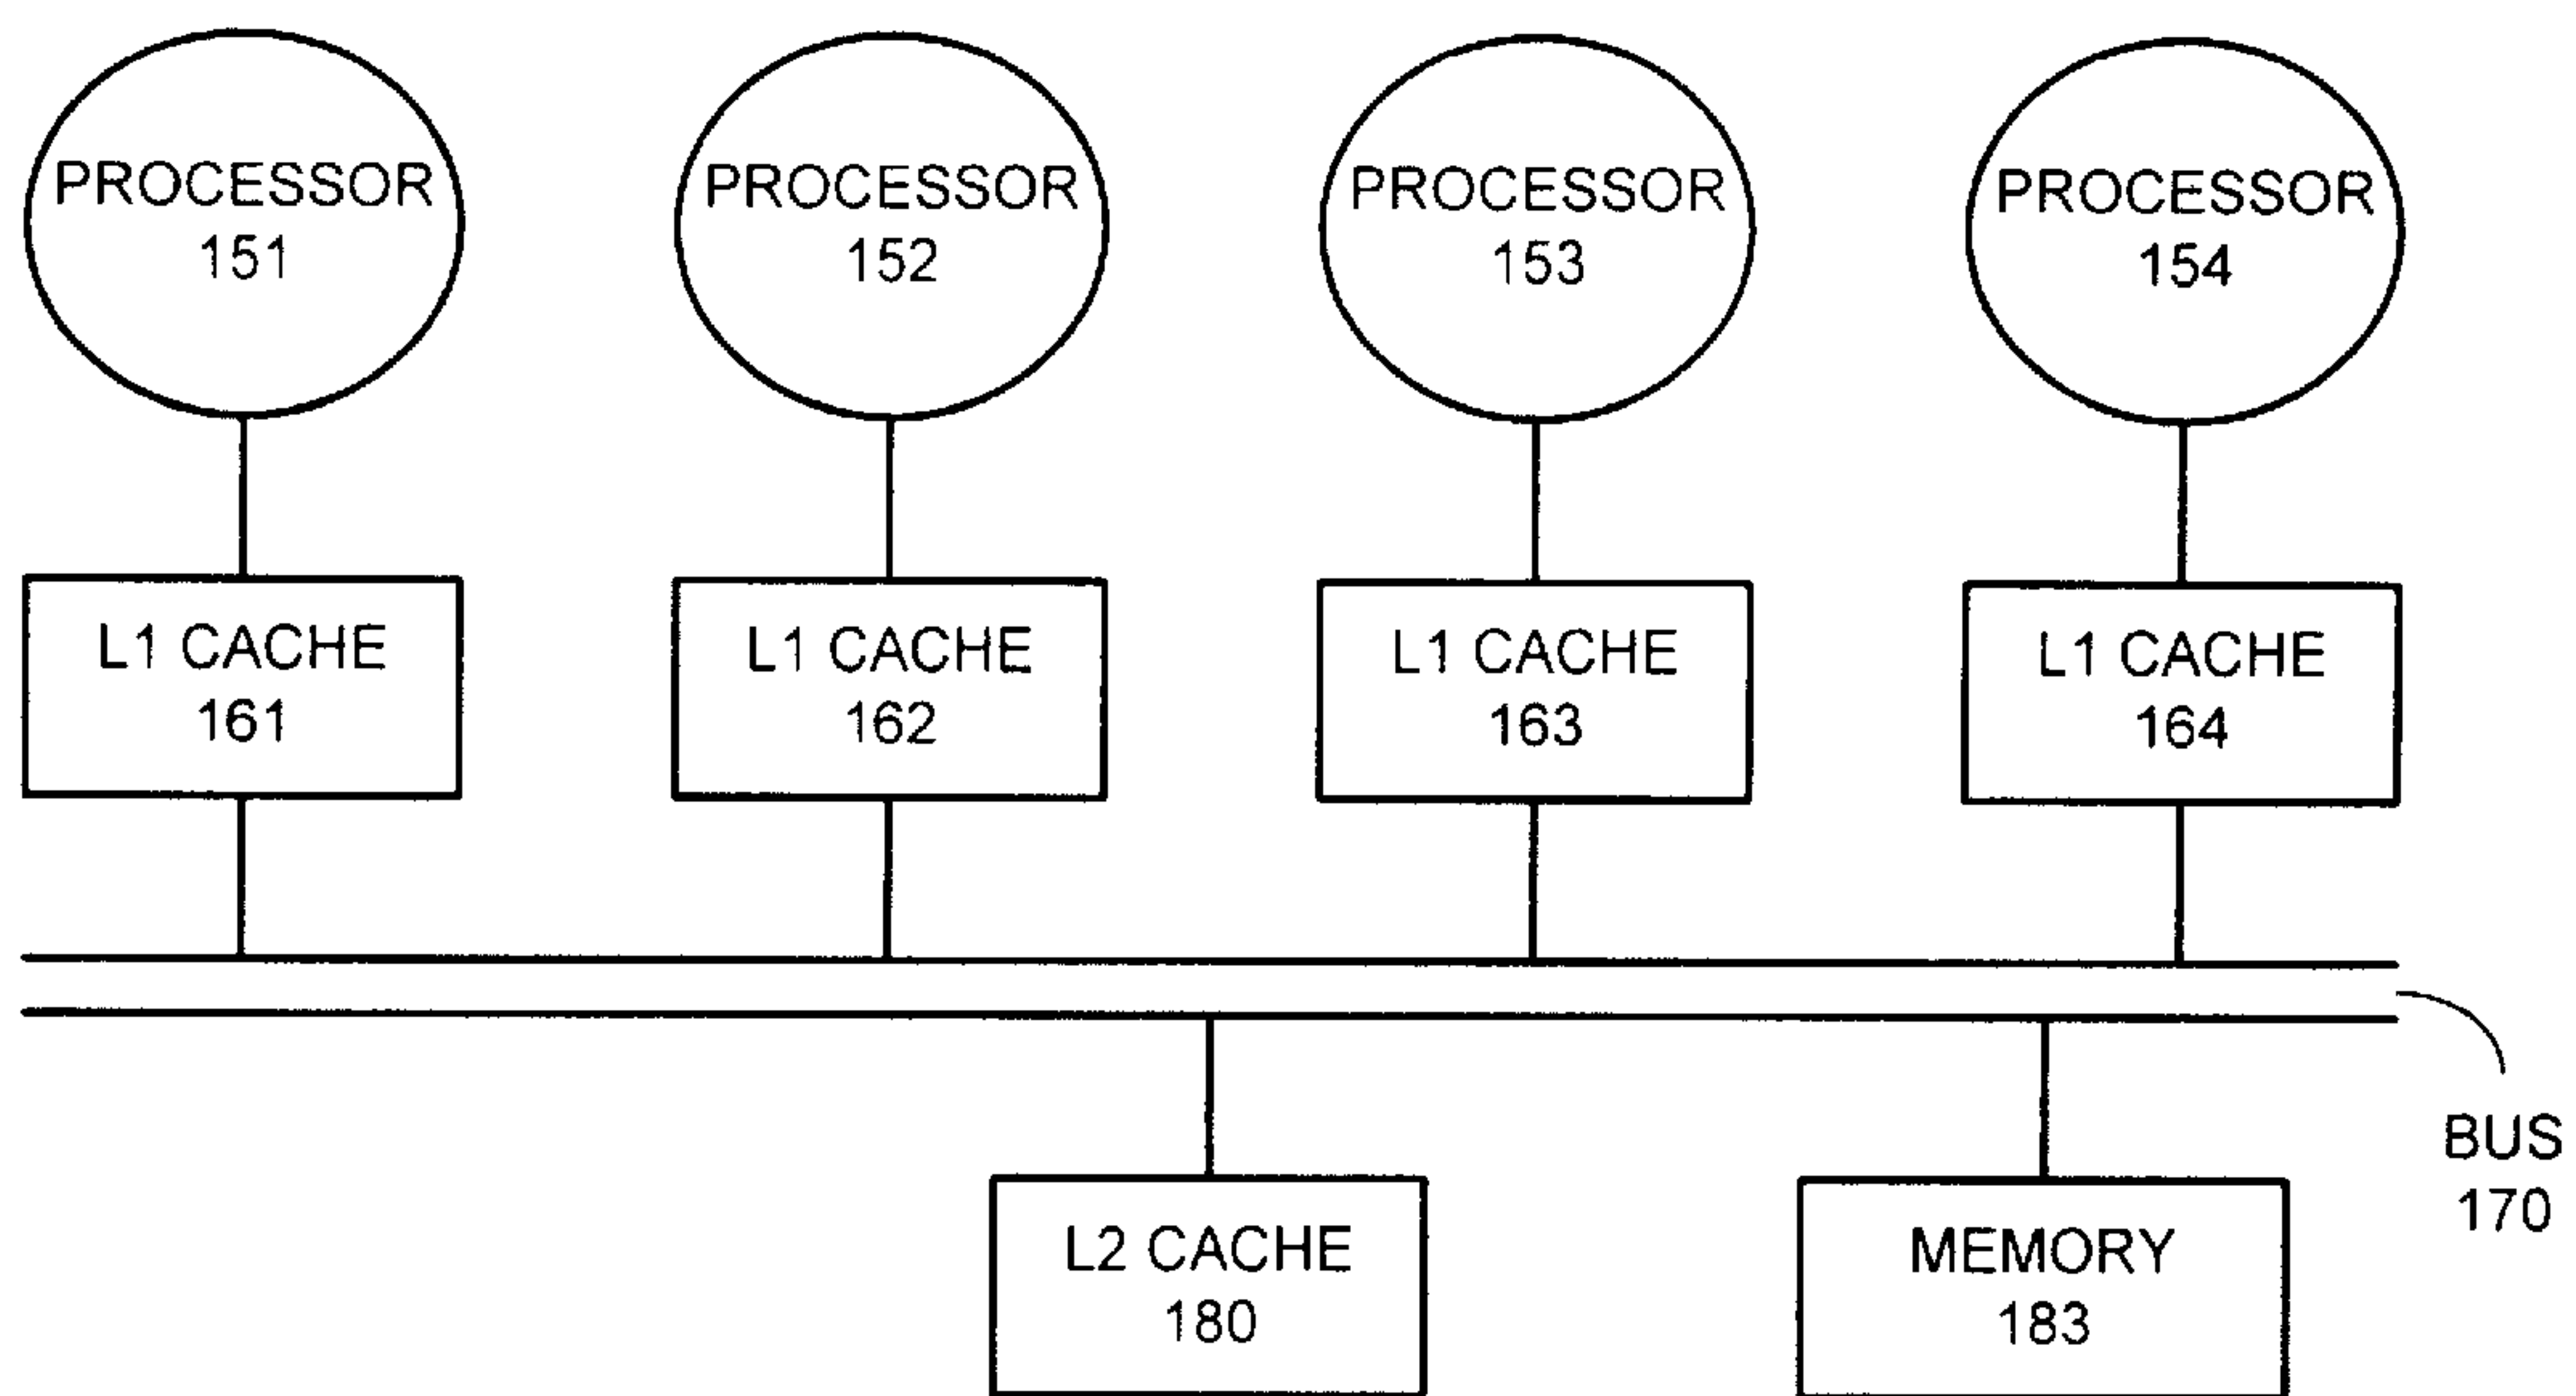 PROCESSOR
151
PROCESSOR
152
PROCESSOR
153
PROCESSOR
154
L1 CACHE
161
L1 CACHE
162
L1 CACHE
163
L1 CACHE
164
BUS
170
L2 CACHE
180
MEMORY
183